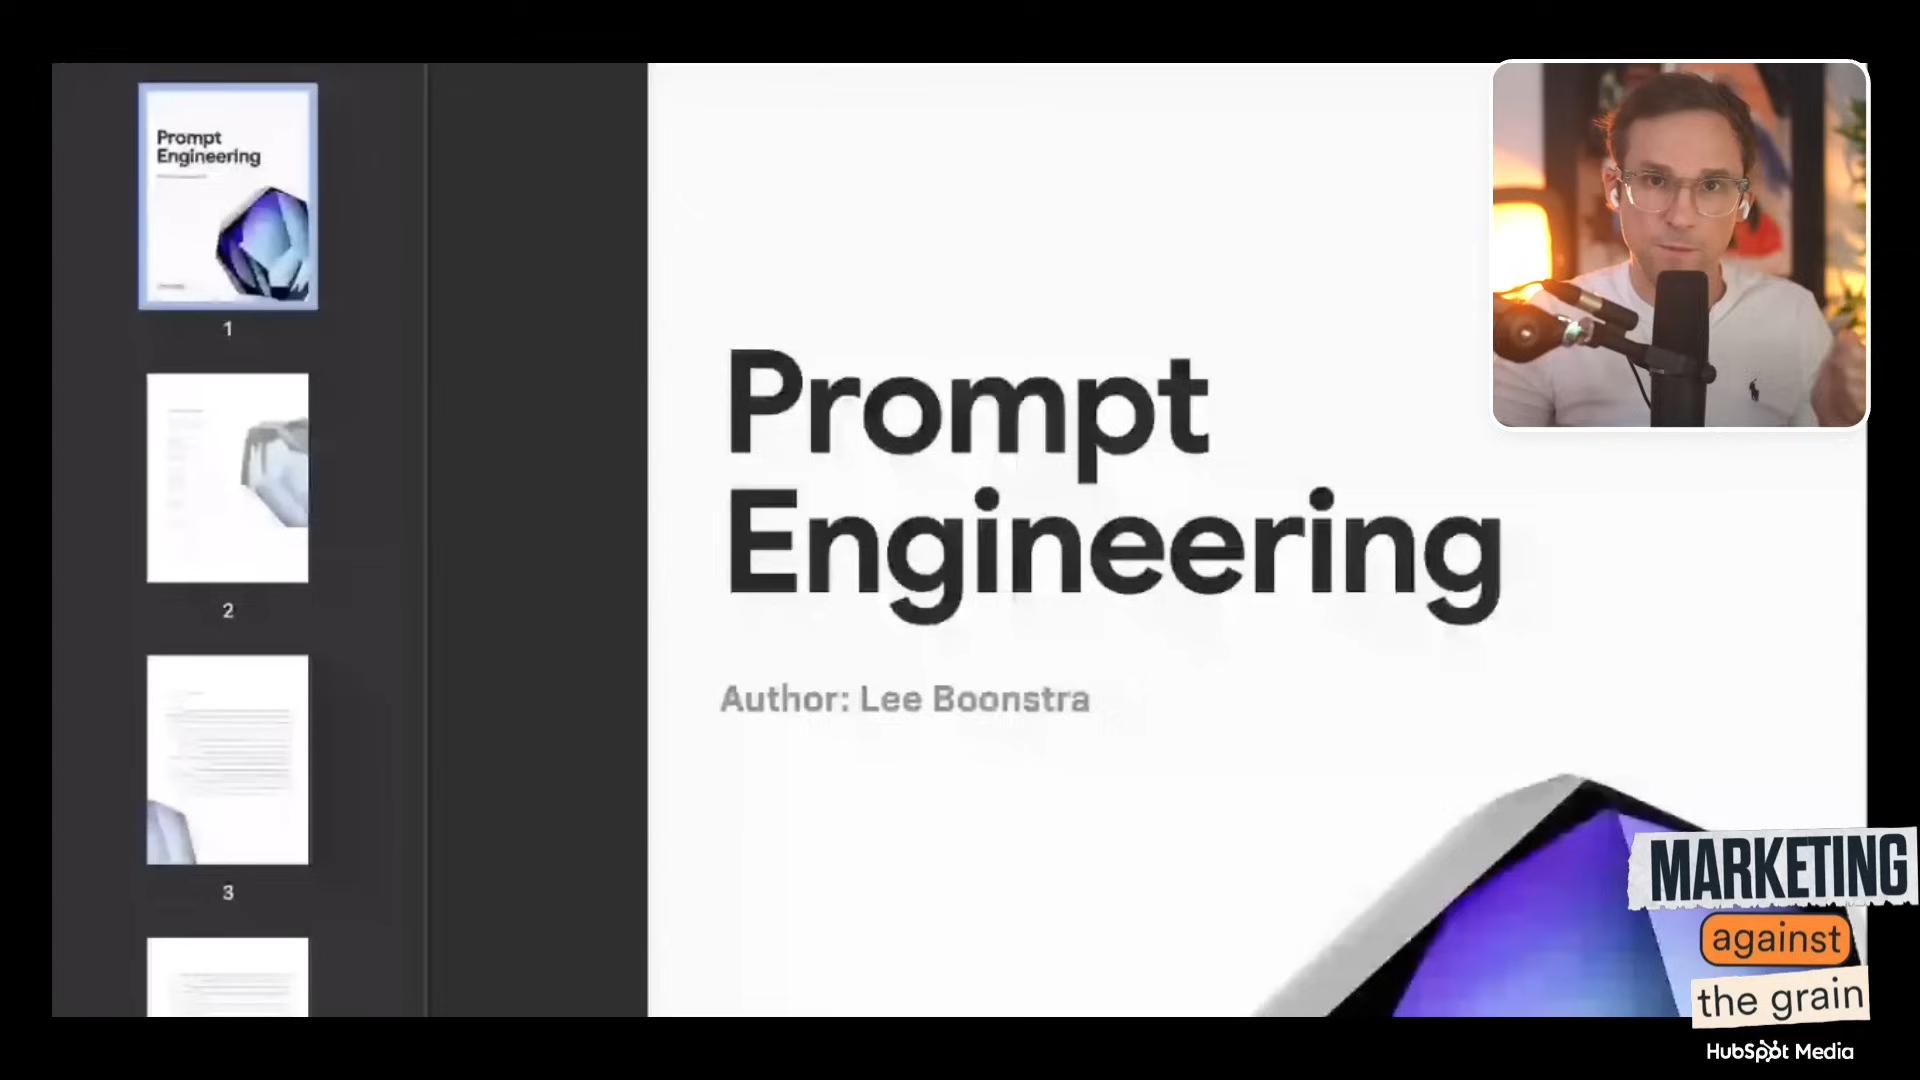 Prompt
Engineering
1
2
3
Prompt
Engineering
Author: Lee Boonstra
MARKETING
against
the grain
HubSpot Media